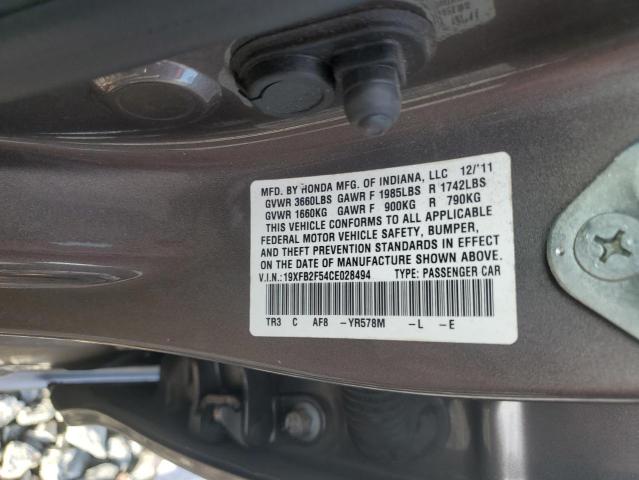 MFD. BY HONDA MFG. OF INDIANA, LLC 12/'11
GVWR 3660LBS GAWR F 1985LBS R 1742LBS
GVWR 1660KG GAWR F 900KG R 790KG
THIS VEHICLE CONFORMS TO ALL APPLICABLE
FEDERAL MOTOR VEHICLE SAFETY, BUMPER,
AND THEFT PREVENTION STANDARDS IN EFFECT
ON THE DATE OF MANUFACTURE SHOWN ABOVE.
V.I.N.: 19XFB2F54CE028494 TYPE: PASSENGER CAR
TR3 C AF8 -YR578M -L -E